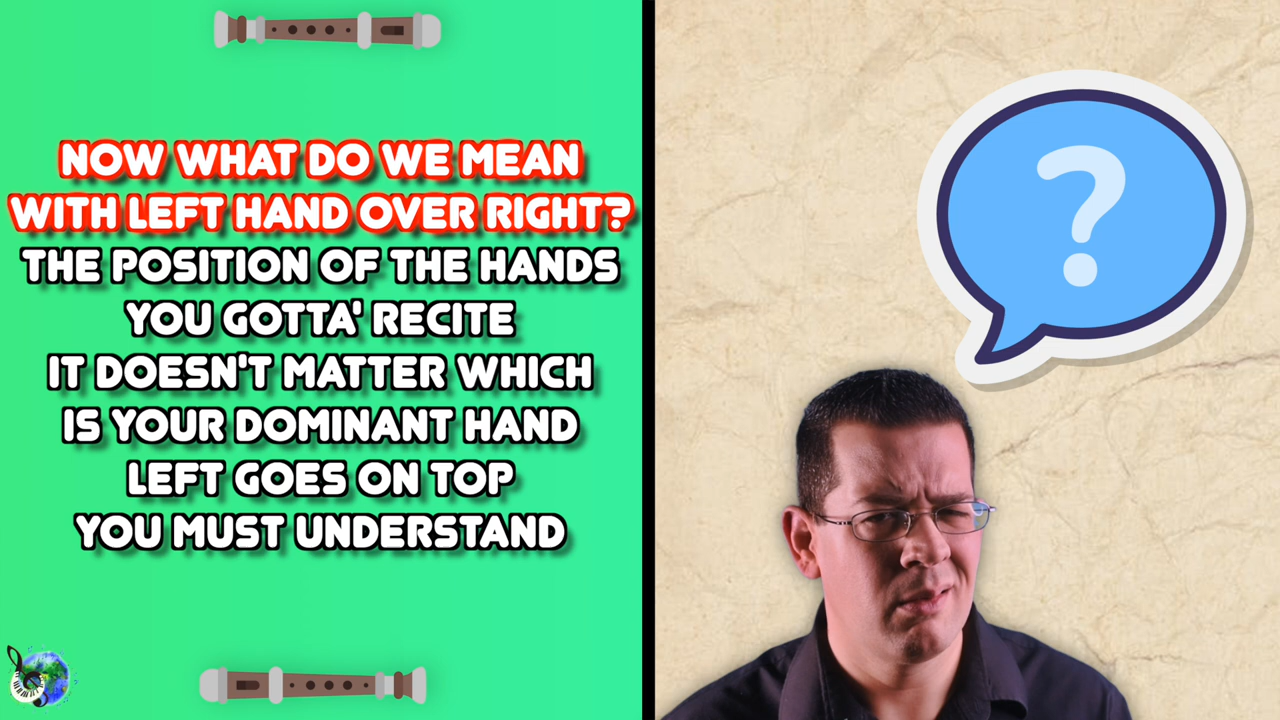 NOW WHAT DO WE MEAN
WITH LEFT HAND OVER RIGHT?
THE POSITION OF THE HANDS
YOU GOTTA' RECITE
IT DOESN'T MATTER WHICH
IS YOUR DOMINANT HAND
LEFT GOES ON TOP
YOU MUST UNDERSTAND
?